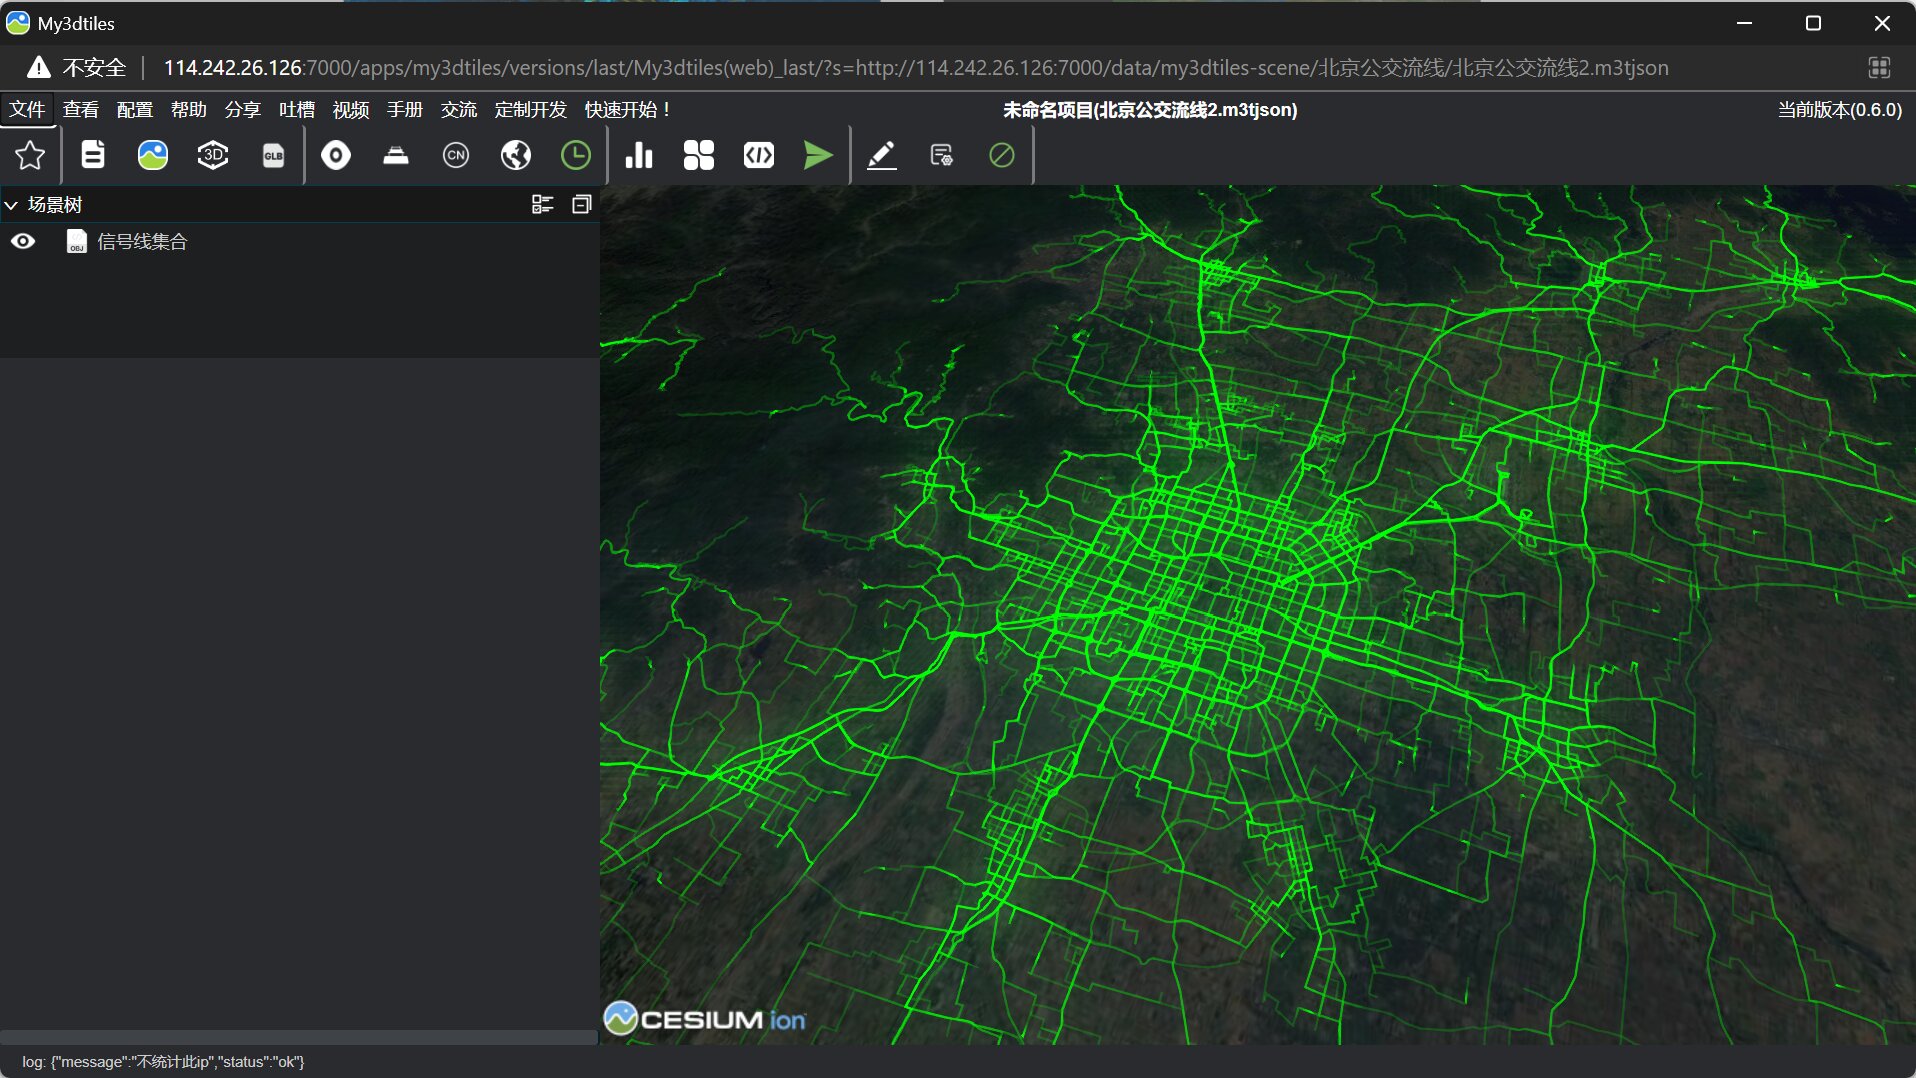 My3dtiles
不安全 114.242.26.126:7000/apps/my3dtiles/versions/last/My3dtiles(web)_last/?s=http://114.242.26.126:7000/data/my3dtiles-scene/北京公交流线/北京公交流线2.m3tjson
文件 查看 配置 帮助 分享 吐槽 视频 手册 交流 定制开发 快速开始！ 未命名项目(北京公交流线2.m3tjson) 当前版本(0.6.0)
3D GLB CN
场景树
OBJ 信号线集合
CESIUM ion
log: {"message":"不统计此ip","status":"ok"}